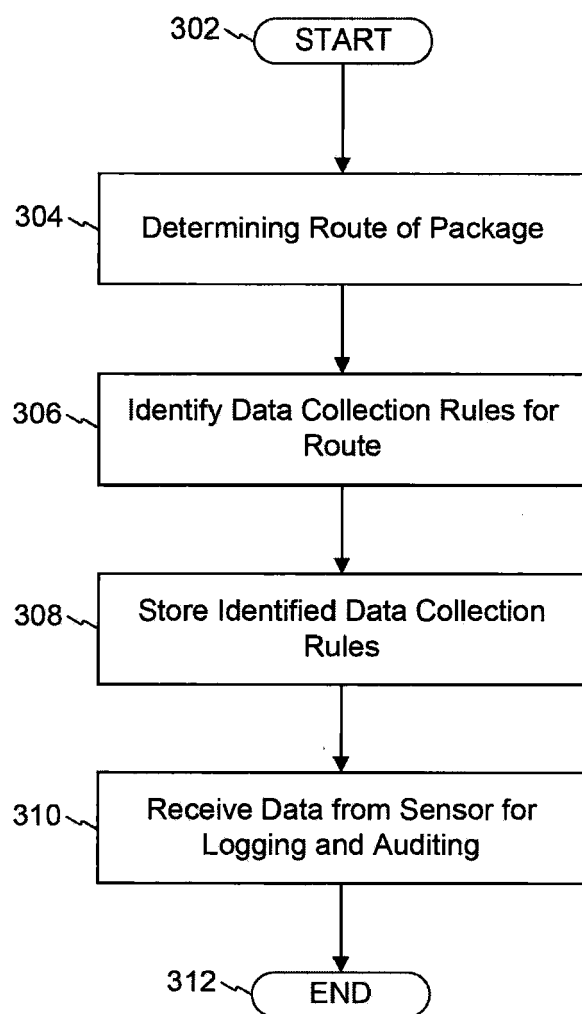 302
START
304
Determining Route of Package
306
Identify Data Collection Rules for
Route
308
Store Identified Data Collection
Rules
310
Receive Data from Sensor for
Logging and Auditing
312
END